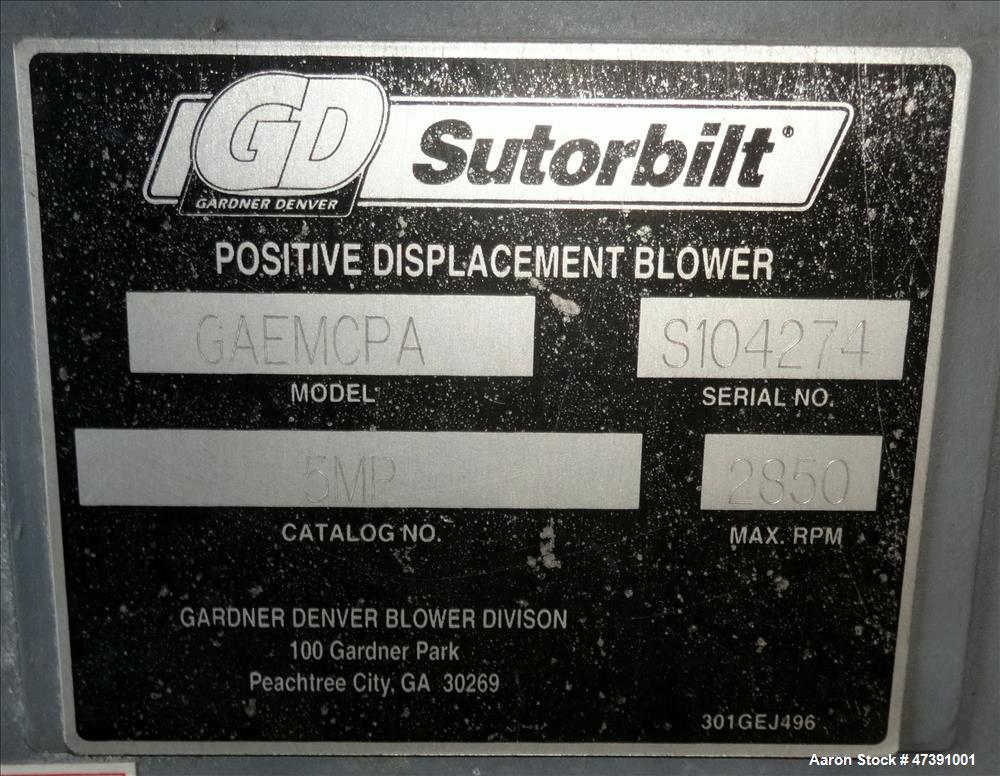 GD Sutorbilt®
GARDNER DENVER
POSITIVE DISPLACEMENT BLOWER
GAEMCPA S104274
MODEL SERIAL NO.
5MP 2850
CATALOG NO. MAX. RPM
GARDNER DENVER BLOWER DIVISON
100 Gardner Park
Peachtree City, GA 30269
301GEJ496
Aaron Stock # 47391001